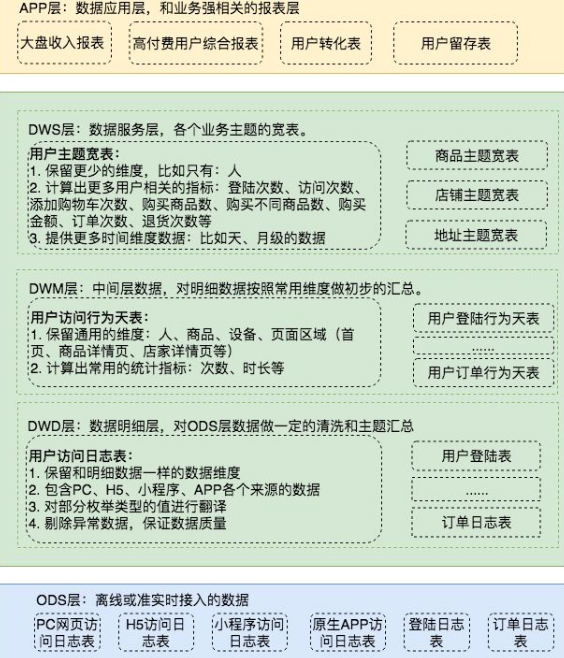 APP层：数据应用层，和业务强相关的报表层
大盘收入报表
高付费用户综合报表
用户转化表
用户留存表
DWS层：数据服务层，各个业务主题的宽表。
用户主题宽表：
1. 保留更少的维度，比如只有：人
2. 计算出更多用户相关的指标：登陆次数、访问次数、
添加购物车次数、购买商品数、购买不同商品数、购买
金额、订单次数、退货次数等
3. 提供更多时间维度数据：比如天、月级的数据
商品主题宽表
店铺主题宽表
地址主题宽表
DWM层：中间层数据，对明细数据按照常用维度做初步的汇总。
用户访问行为天表：
1. 保留通用的维度：人、商品、设备、页面区域（首
页、商品详情页、店家详情页等）
2. 计算出常用的统计指标：次数、时长等
用户登陆行为天表
......
用户订单行为天表
DWD层：数据明细层，对ODS层数据做一定的清洗和主题汇总
用户访问日志表：
1. 保留和明细数据一样的数据维度
2. 包含PC、H5、小程序、APP各个来源的数据
3. 对部分枚举类型的值进行翻译
4. 剔除异常数据，保证数据质量
用户登陆表
......
订单日志表
ODS层：离线或准实时接入的数据
PC网页访
问日志表
H5访问日
志表
小程序访问
日志表
原生APP访
问日志表
登陆日志
表
订单日志
表